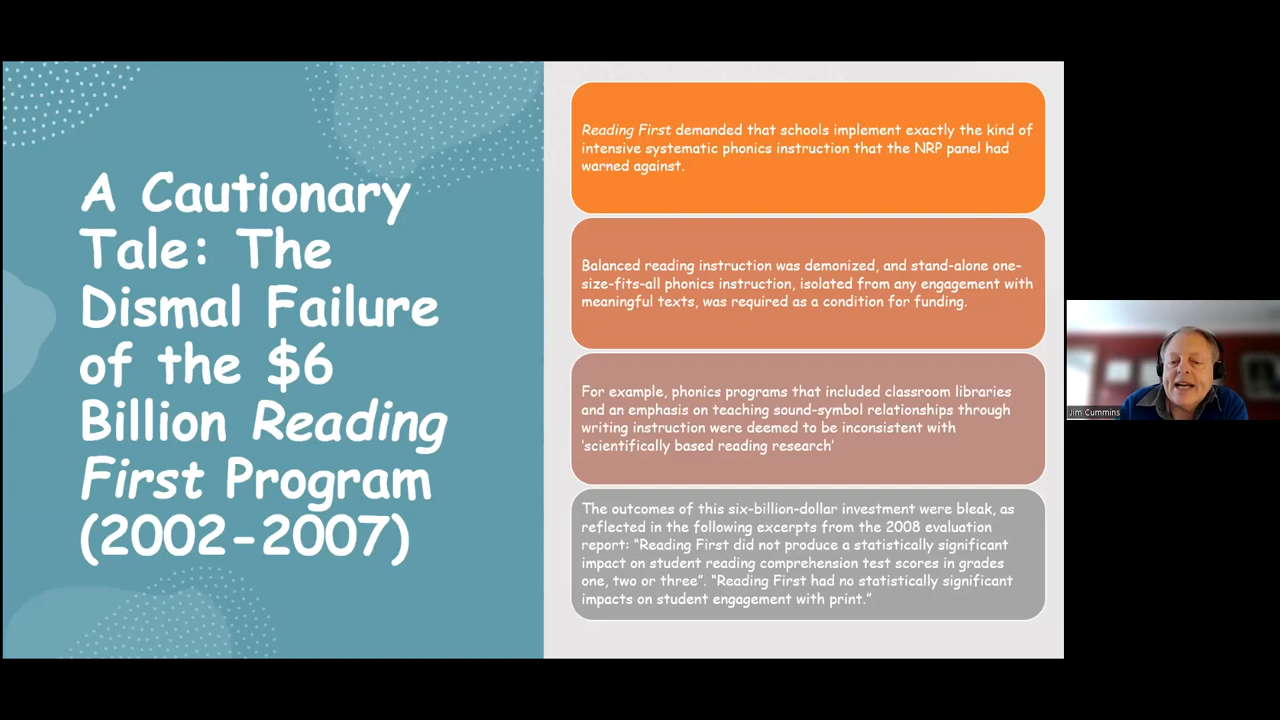 A Cautionary
Tale: The
Dismal Failure
of the $6
Billion Reading
First Program
(2002-2007)
Reading First demanded that schools implement exactly the kind of
intensive systematic phonics instruction that the NRP panel had
warned against.
Balanced reading instruction was demonized, and stand-alone one-
size-fits-all phonics instruction, isolated from any engagement with
meaningful texts, was required as a condition for funding.
For example, phonics programs that included classroom libraries
and an emphasis on teaching sound-symbol relationships through
writing instruction were deemed to be inconsistent with
'scientifically based reading research'
The outcomes of this six-billion-dollar investment were bleak, as
reflected in the following excerpts from the 2008 evaluation
report: “Reading First did not produce a statistically significant
impact on student reading comprehension test scores in grades
one, two or three”. “Reading First had no statistically significant
impacts on student engagement with print.”
Jim Cummins